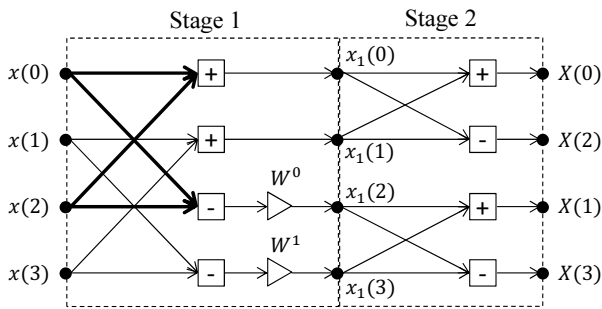 Stage 1 Stage 2
x(0) + x₁(0) + X(0)
x(1) + x₁(1) - X(2)
x(2) - W⁰ x₁(2) + X(1)
x(3) - W¹ x₁(3) - X(3)